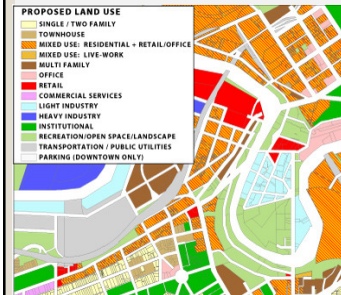 PROPOSED LAND USE
SINGLE / TWO FAMILY
TOWNHOUSE
MIXED USE: RESIDENTIAL + RETAIL/OFFICE
MIXED USE: LIVE-WORK
MULTI FAMILY
OFFICE
RETAIL
COMMERCIAL SERVICES
LIGHT INDUSTRY
HEAVY INDUSTRY
INSTITUTIONAL
RECREATION/OPEN SPACE/LANDSCAPE
TRANSPORTATION / PUBLIC UTILITIES
PARKING (DOWNTOWN ONLY)